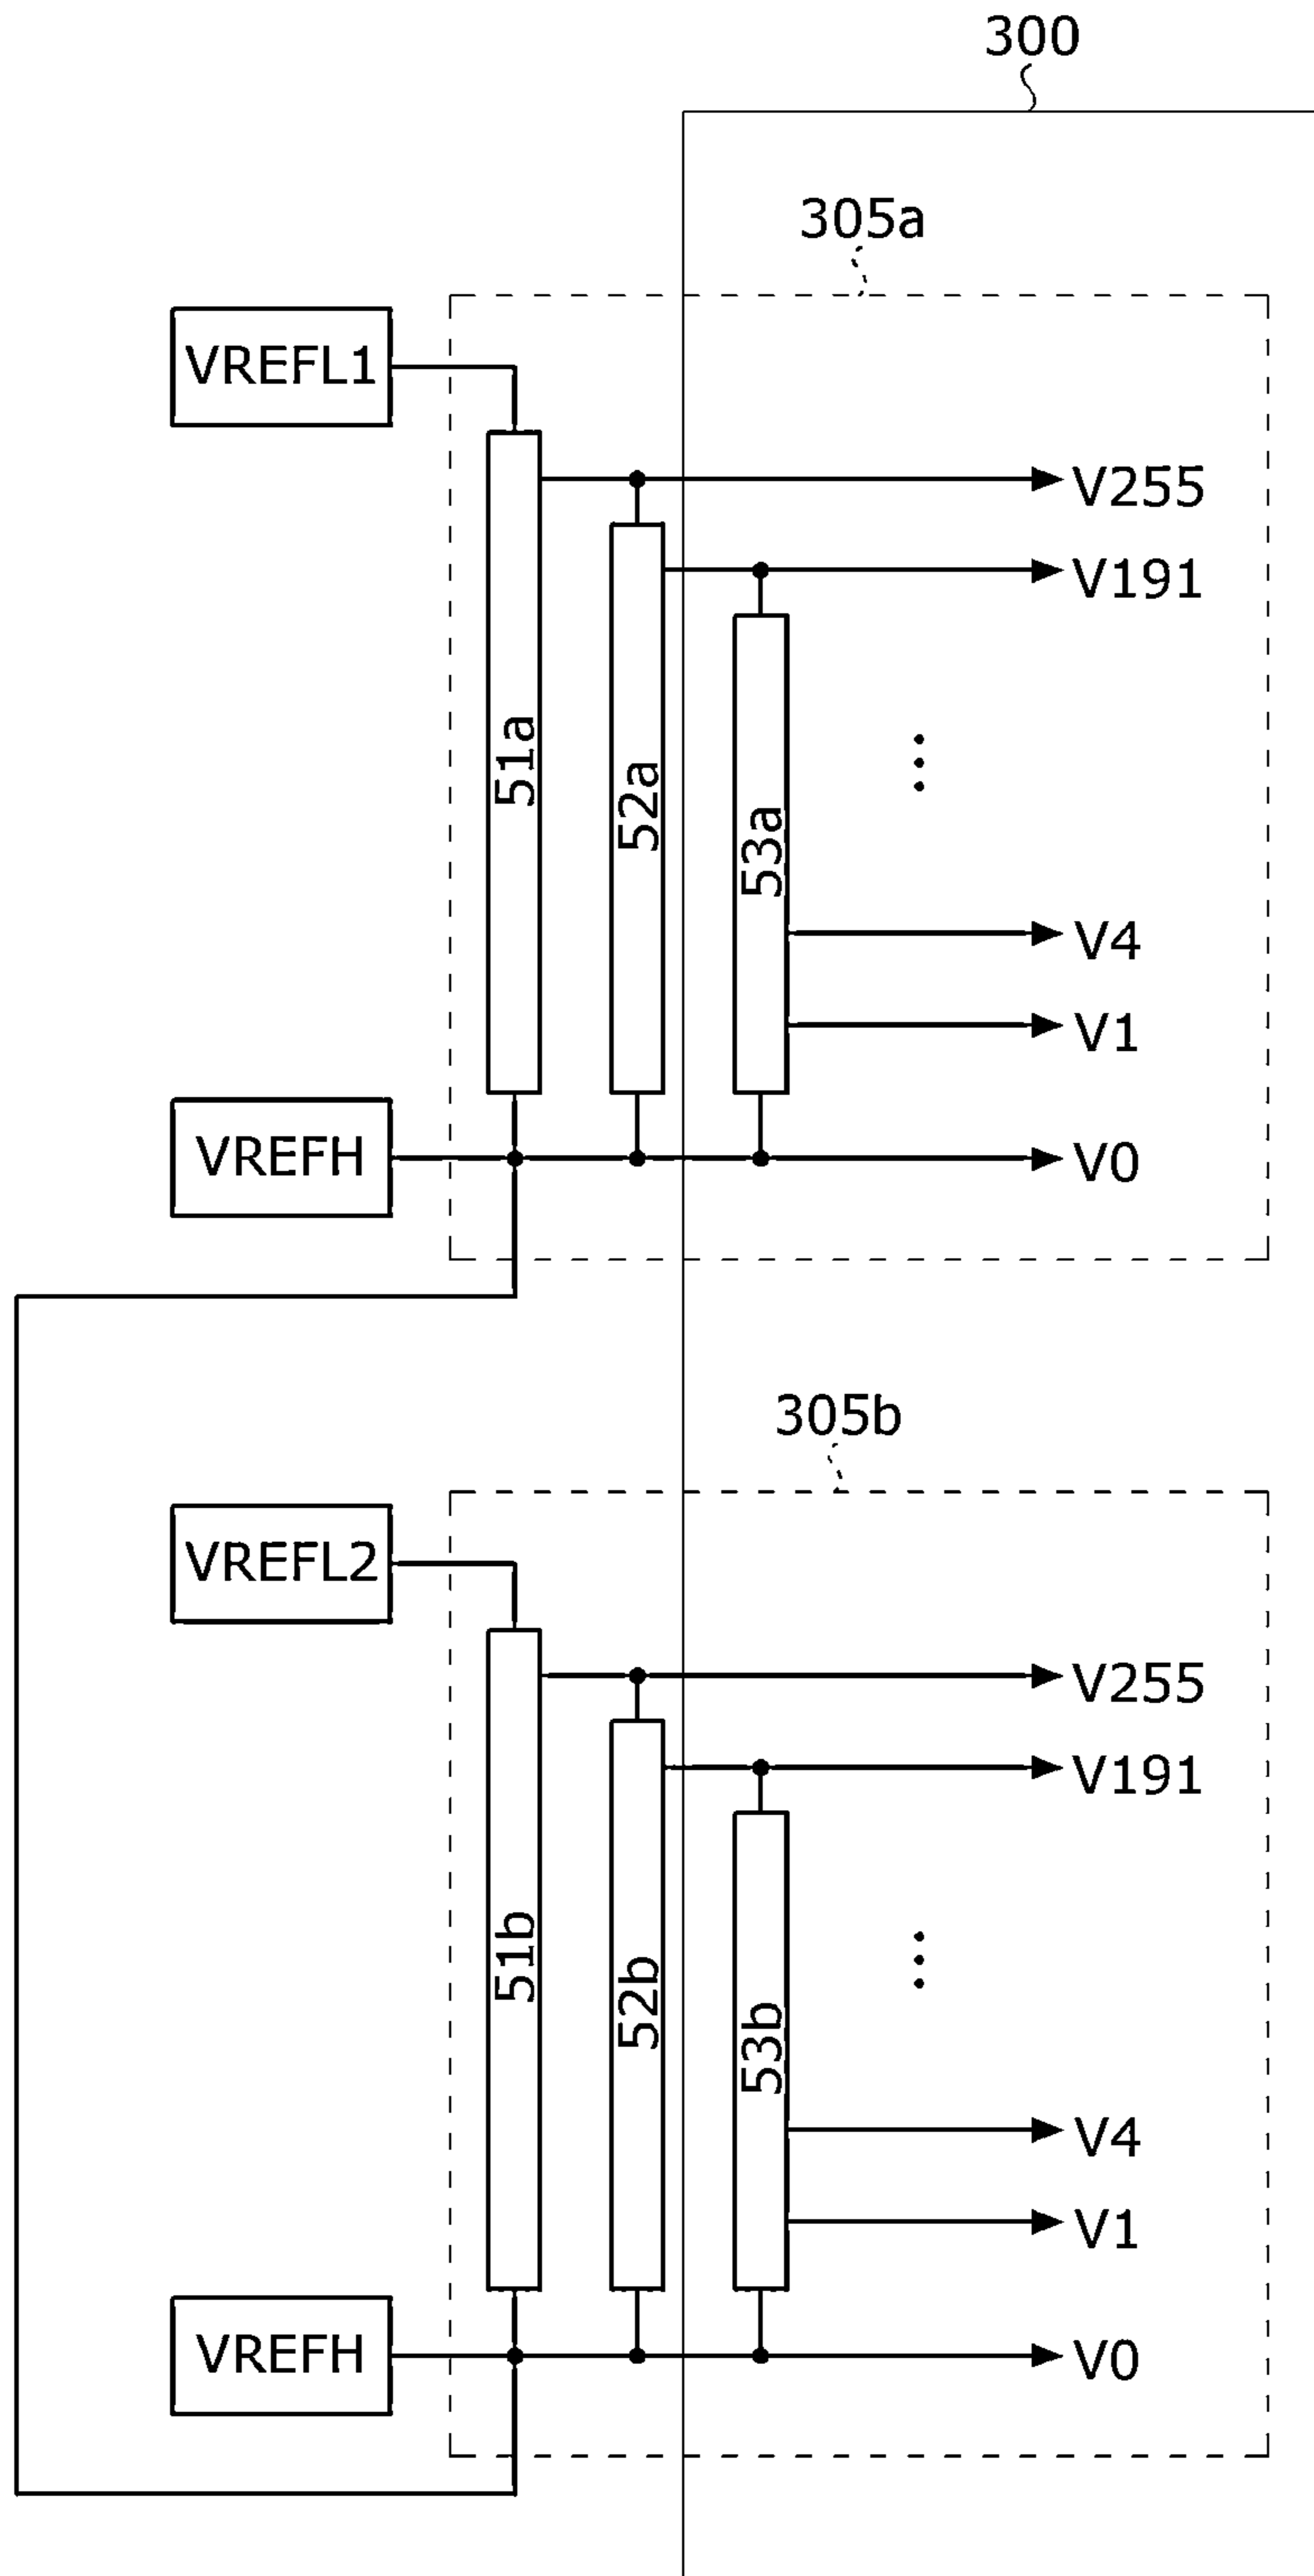 300
305a
VREFL1
V255
V191
51a
52a
53a
V4
V1
VREFH
V0
305b
VREFL2
V255
V191
51b
52b
53b
V4
V1
VREFH
V0